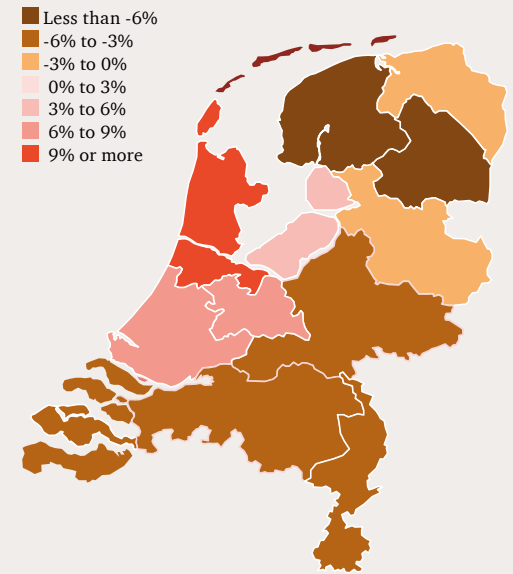 Less than -6%
-6% to -3%
-3% to 0%
0% to 3%
3% to 6%
6% to 9%
9% or more